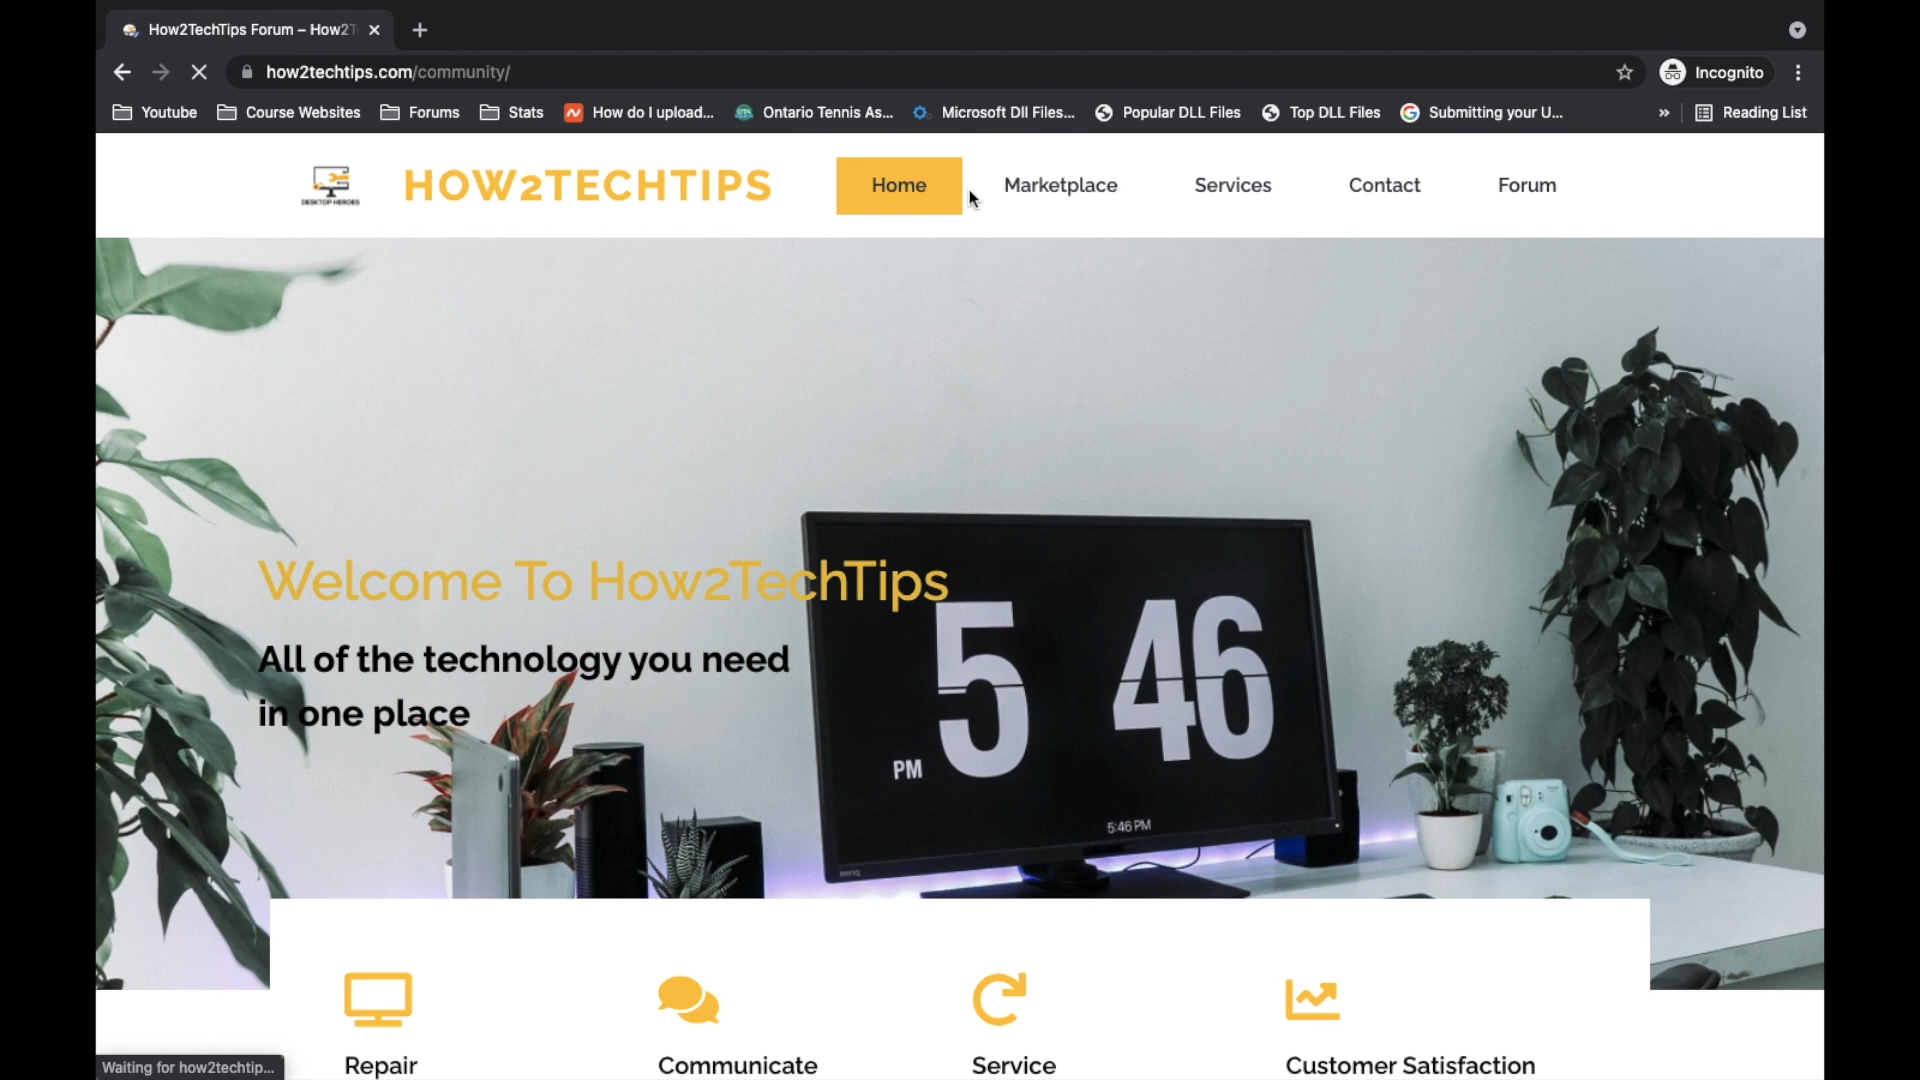 How2TechTips Forum – How2T
how2techtips.com/community/
Incognito
Youtube
Course Websites
Forums
Stats
How do I upload...
Ontario Tennis As...
Microsoft Dll Files...
Popular DLL Files
Top DLL Files
Submitting your U...
»
Reading List
DESKTOP HEROES
HOW2TECHTIPS
Home
Marketplace
Services
Contact
Forum
Welcome To How2TechTips
All of the technology you need
in one place
5 46
PM
5:46 PM
BenQ
Repair
Communicate
Service
Customer Satisfaction
Waiting for how2techtip...